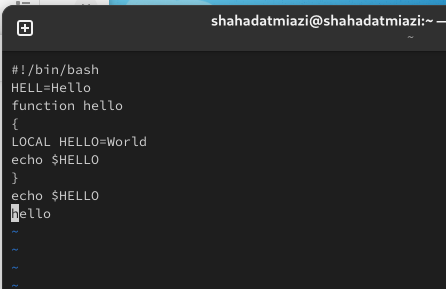 shahadatmiazi@shahadatmiazi:~ —
~
#!/bin/bash
HELL=Hello
function hello
{
LOCAL HELLO=World
echo $HELLO
}
echo $HELLO
hello
~
~
~
~